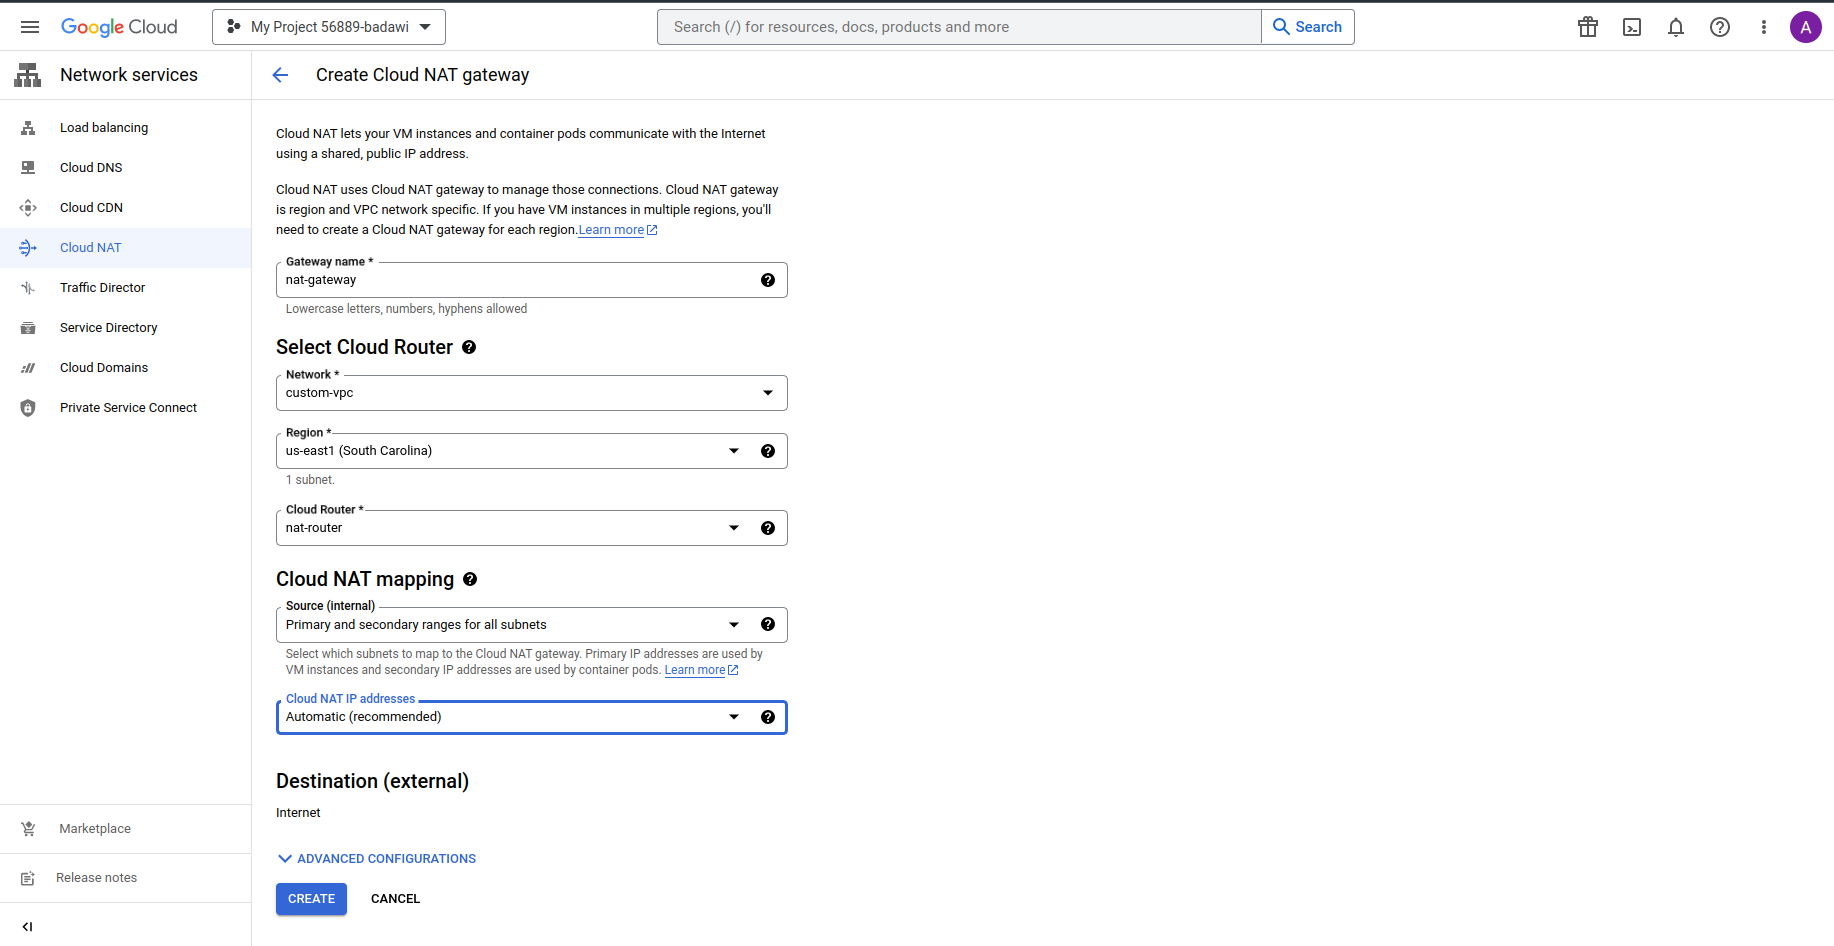 Google Cloud
My Project 56889-badawi
Search (/) for resources, docs, products and more
Search
A
Network services
Create Cloud NAT gateway
Load balancing
Cloud DNS
Cloud CDN
Cloud NAT
Traffic Director
Service Directory
Cloud Domains
Private Service Connect
Marketplace
Release notes
Cloud NAT lets your VM instances and container pods communicate with the Internet
using a shared, public IP address.
Cloud NAT uses Cloud NAT gateway to manage those connections. Cloud NAT gateway
is region and VPC network specific. If you have VM instances in multiple regions, you'll
need to create a Cloud NAT gateway for each region.Learn more
Gateway name *
nat-gateway
Lowercase letters, numbers, hyphens allowed
Select Cloud Router
Network *
custom-vpc
Region *
us-east1 (South Carolina)
1 subnet.
Cloud Router *
nat-router
Cloud NAT mapping
Source (internal)
Primary and secondary ranges for all subnets
Select which subnets to map to the Cloud NAT gateway. Primary IP addresses are used by
VM instances and secondary IP addresses are used by container pods. Learn more
Cloud NAT IP addresses
Automatic (recommended)
Destination (external)
Internet
ADVANCED CONFIGURATIONS
CREATE
CANCEL